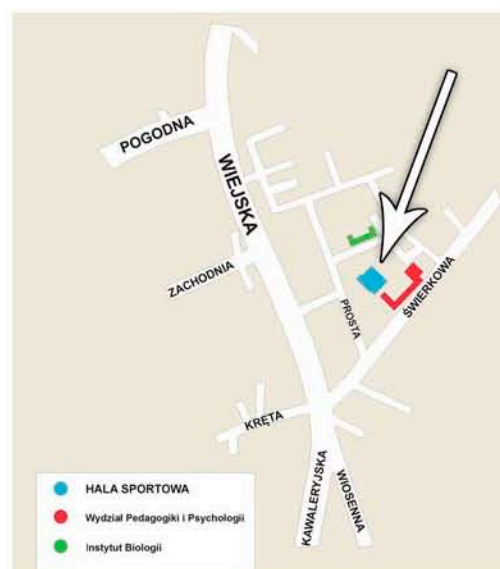 POGODNA
WIEJSKA
ZACHODNIA
PROSTA
ŚWIERKOWA
KRĘTA
KAWALERYJSKA
WIOSENNA
HALA SPORTOWA
Wydział Pedagogiki i Psychologii
Instytut Biologii